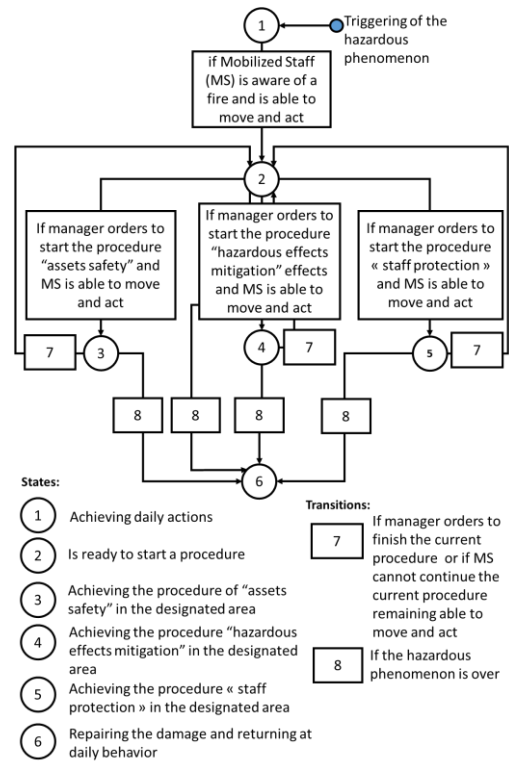 1
Triggering of the
hazardous
phenomenon
if Mobilized Staff
(MS) is aware of a
fire and is able to
move and act
2
If manager orders to
start the procedure
“assets safety” and
MS is able to move
and act
If manager orders to
start the procedure
“hazardous effects
mitigation” effects
and MS is able to
move and act
If manager orders to
start the procedure
« staff protection »
and MS is able to
move and act
7
3
4
7
5
7
8
8
8
8
6
States:
1
Achieving daily actions
2
Is ready to start a procedure
3
Achieving the procedure of “assets
safety” in the designated area
4
Achieving the procedure “hazardous
effects mitigation” in the designated
area
5
Achieving the procedure « staff
protection » in the designated area
6
Repairing the damage and returning at
daily behavior
Transitions:
7
If manager orders to
finish the current
procedure or if MS
cannot continue the
current procedure
remaining able to
move and act
8
If the hazardous
phenomenon is over